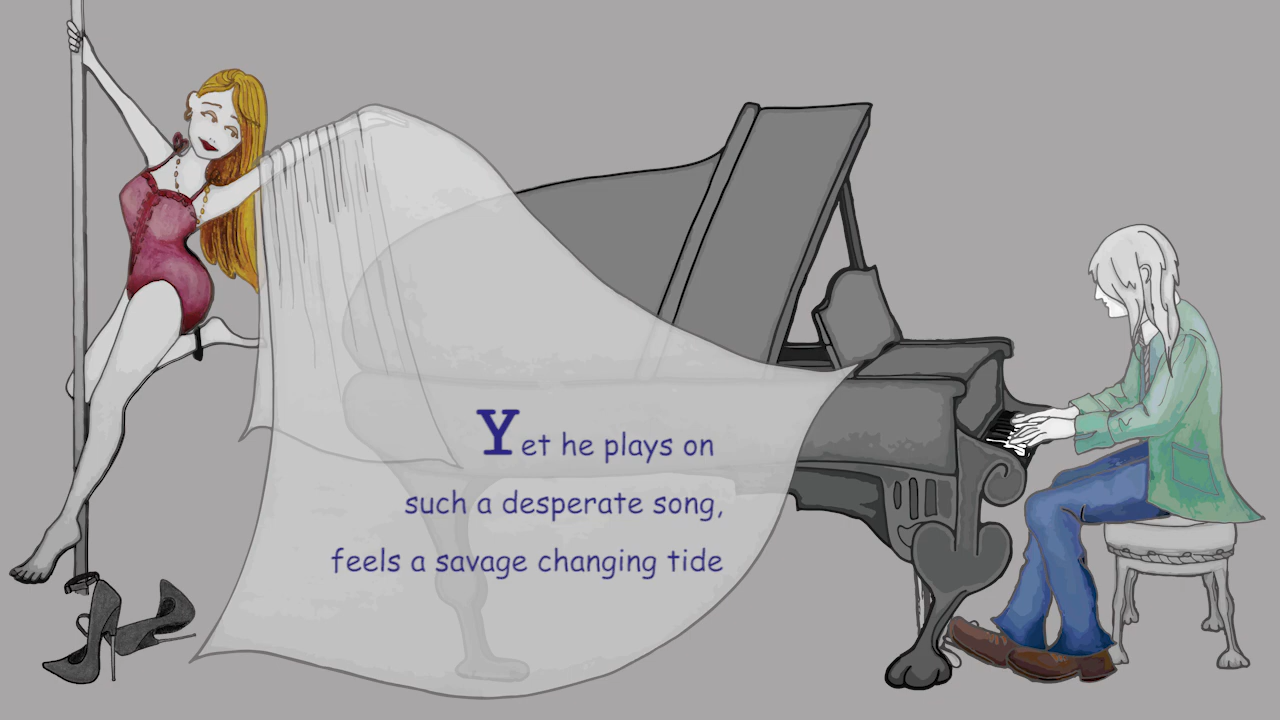 Yet he plays on
such a desperate song,
feels a savage changing tide